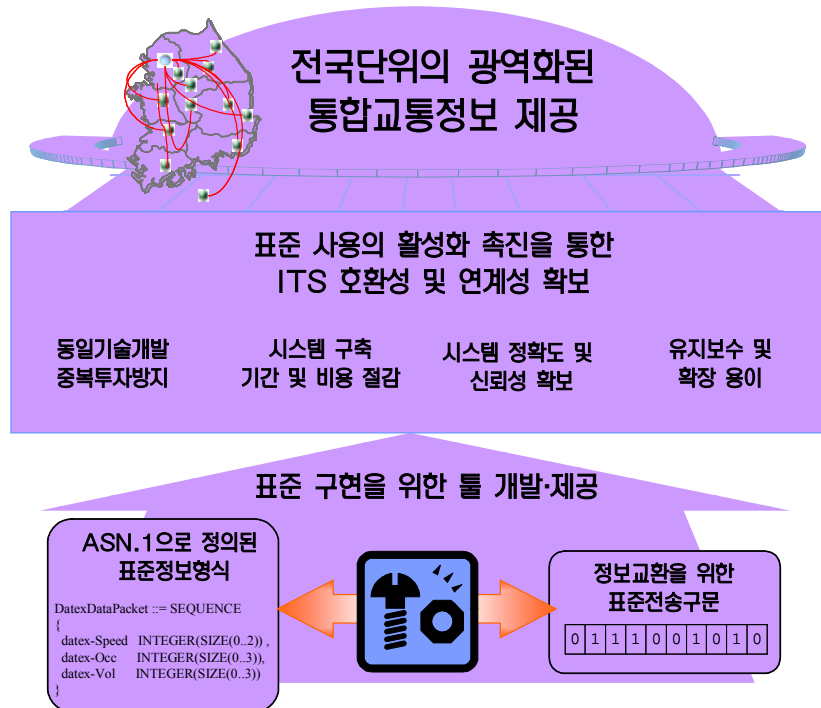 전국단위의 광역화된
통합교통정보 제공
표준 사용의 활성화 촉진을 통한
ITS 호환성 및 연계성 확보
동일기술개발
중복투자방지
시스템 구축
기간 및 비용 절감
시스템 정확도 및
신뢰성 확보
유지보수 및
확장 용이
표준 구현을 위한 툴 개발·제공
ASN.1으로 정의된
표준정보형식
DatexDataPacket ::= SEQUENCE
{
datex-Speed INTEGER(SIZE(0..2)) ,
datex-Occ INTEGER(SIZE(0..3)),
datex-Vol INTEGER(SIZE(0..3))
}
정보교환을 위한
표준전송구문
0 1 1 1 0 0 1 0 1 0